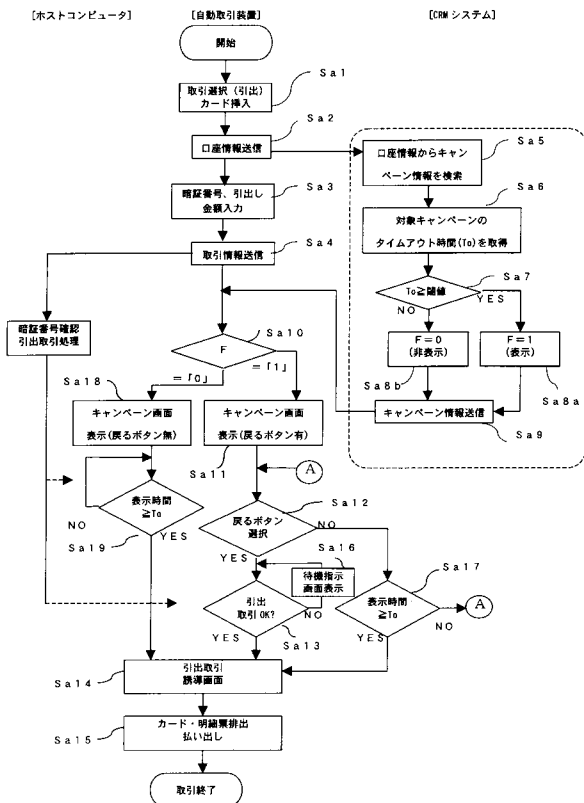 ［ホストコンピュータ］
［自動取引装置］
［CRMシステム］
開始
Sa1
取引選択（引出）
カード挿入
Sa2
口座情報送信
Sa3
暗証番号、引出し
金額入力
Sa4
取引情報送信
Sa5
口座情報からキャン
ペーン情報を検索
Sa6
対象キャンペーンの
タイムアウト時間(To)を取得
Sa7
To≧閾値
NO
YES
F＝0
(非表示)
F＝1
(表示)
Sa8b
Sa8a
キャンペーン情報送信
Sa9
暗証番号確認
引出取引処理
Sa10
F
＝「0」
＝「1」
Sa18
キャンペーン画面
表示(戻るボタン無)
キャンペーン画面
表示(戻るボタン有)
Sa11
A
表示時間
≧To
NO
YES
Sa19
Sa12
戻るボタン
選択
NO
YES
Sa16
待機指示
画面表示
引出
取引OK?
NO
YES
Sa13
Sa17
表示時間
≧To
A
YES
NO
Sa14
引出取引
誘導画面
Sa15
カード・明細票排出
払い出し
取引終了